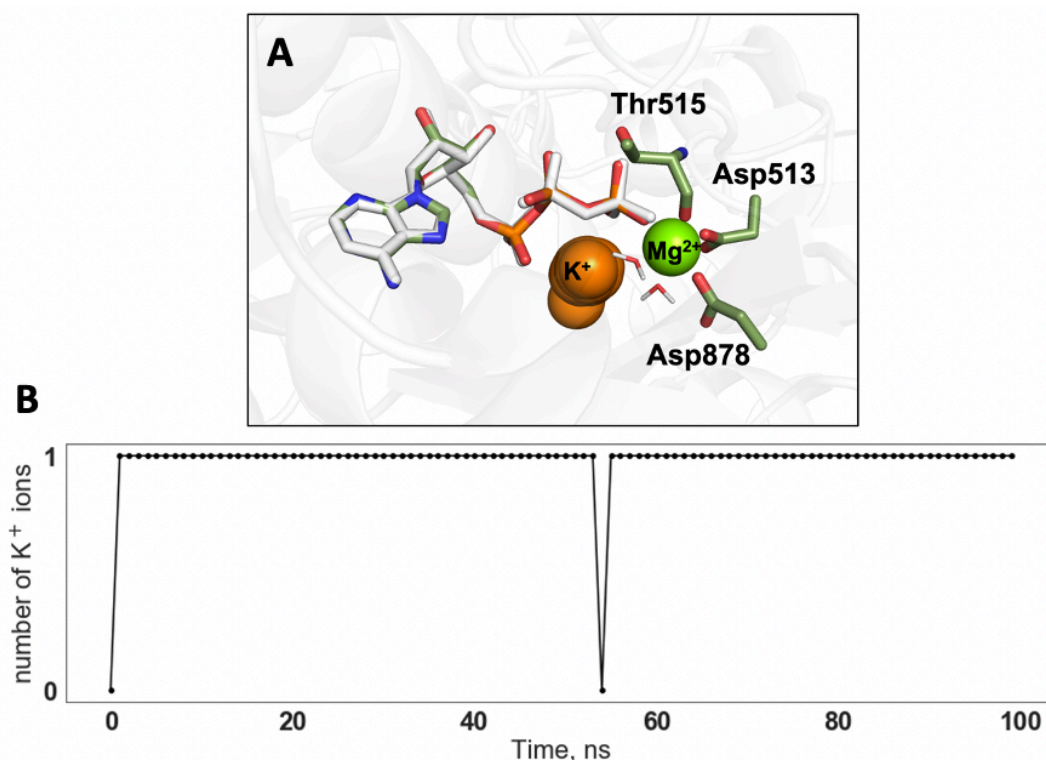 A
Thr515
Asp513
Mg²⁺
K⁺
Asp878
B
number of K⁺ ions
1
0
0 20 40 60 80 100
Time, ns